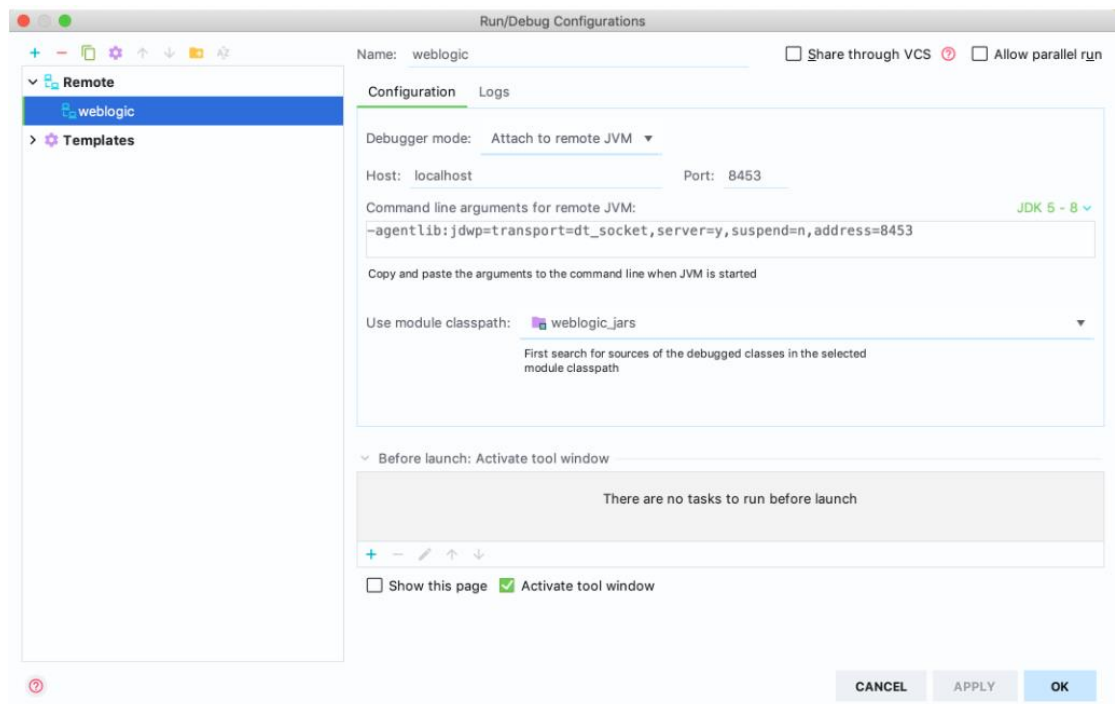 Run/Debug Configurations
Name: weblogic
Share through VCS
Allow parallel run
Remote
weblogic
Templates
Configuration Logs
Debugger mode: Attach to remote JVM
Host: localhost Port: 8453
Command line arguments for remote JVM: JDK 5 - 8
-agentlib:jdwp=transport=dt_socket,server=y,suspend=n,address=8453
Copy and paste the arguments to the command line when JVM is started
Use module classpath: weblogic_jars
First search for sources of the debugged classes in the selected
module classpath
Before launch: Activate tool window
There are no tasks to run before launch
Show this page Activate tool window
CANCEL APPLY OK